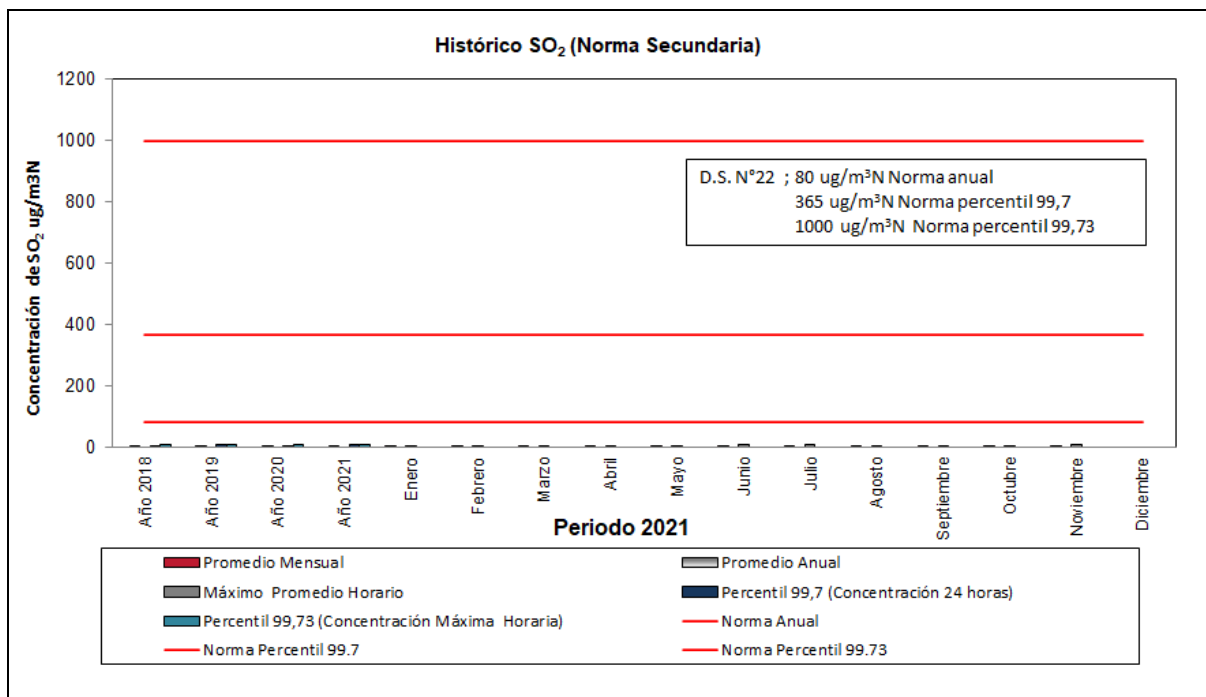 Histórico SO₂ (Norma Secundaria)
Concentración de SO₂ ug/m3N
1200
1000
800
600
400
200
0
D.S. N°22 ; 80 ug/m³N Norma anual
365 ug/m³N Norma percentil 99,7
1000 ug/m³N Norma percentil 99,73
Año 2018
Año 2019
Año 2020
Año 2021
Enero
Febrero
Marzo
Abril
Mayo
Junio
Julio
Agosto
Septiembre
Octubre
Noviembre
Diciembre
Periodo 2021
Promedio Mensual
Promedio Anual
Máximo Promedio Horario
Percentil 99,7 (Concentración 24 horas)
Percentil 99,73 (Concentración Máxima Horaria)
Norma Anual
Norma Percentil 99.7
Norma Percentil 99.73